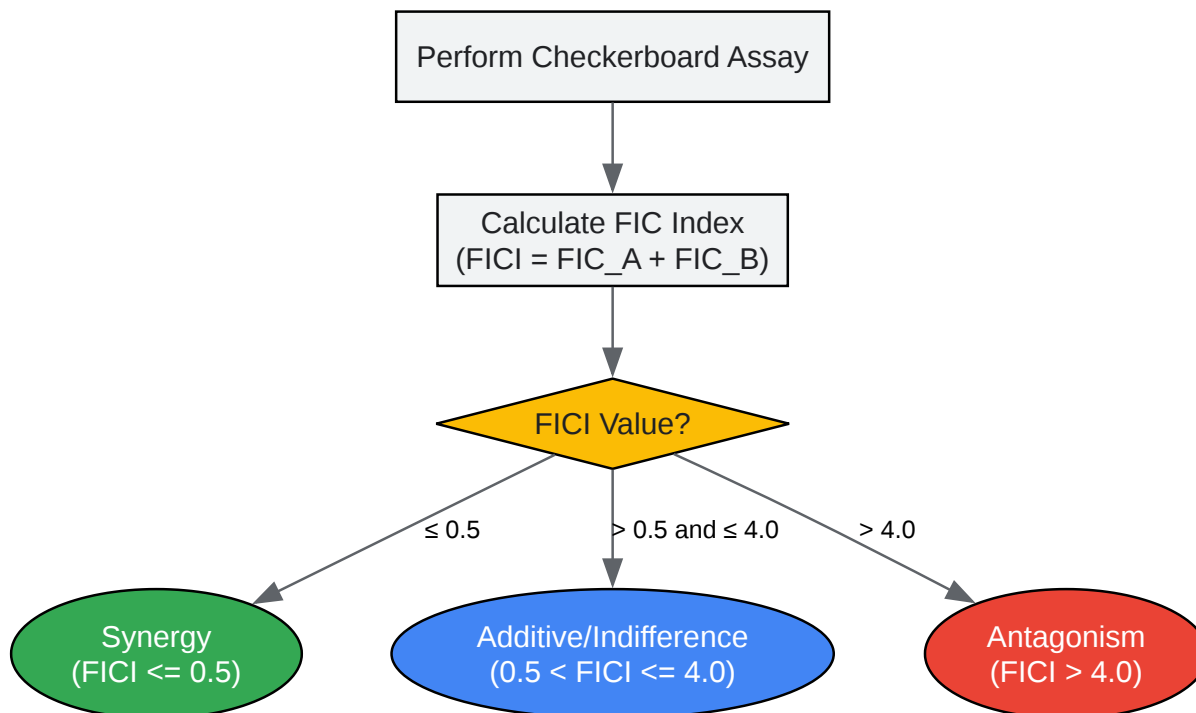 Perform Checkerboard Assay
Calculate FIC Index
(FICI = FIC_A + FIC_B)
FICI Value?
≤ 0.5
> 0.5 and ≤ 4.0
> 4.0
Synergy
(FICI <= 0.5)
Additive/Indifference
(0.5 < FICI <= 4.0)
Antagonism
(FICI > 4.0)